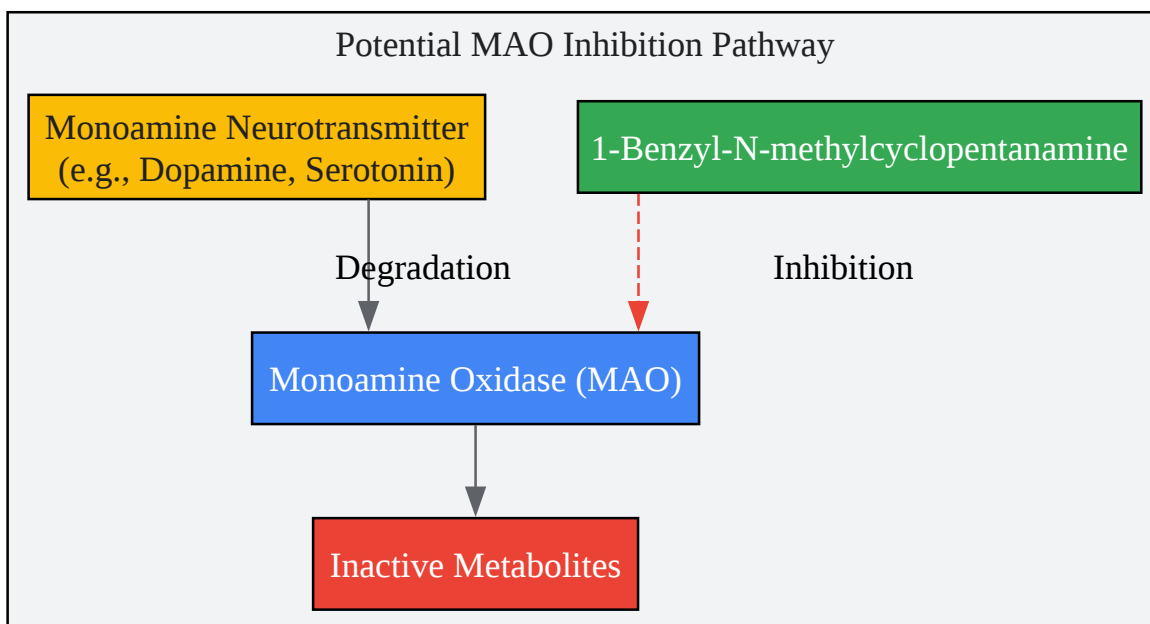 Potential MAO Inhibition Pathway
Monoamine Neurotransmitter
(e.g., Dopamine, Serotonin)
1-Benzyl-N-methylcyclopentanamine
Degradation
Inhibition
Monoamine Oxidase (MAO)
Inactive Metabolites